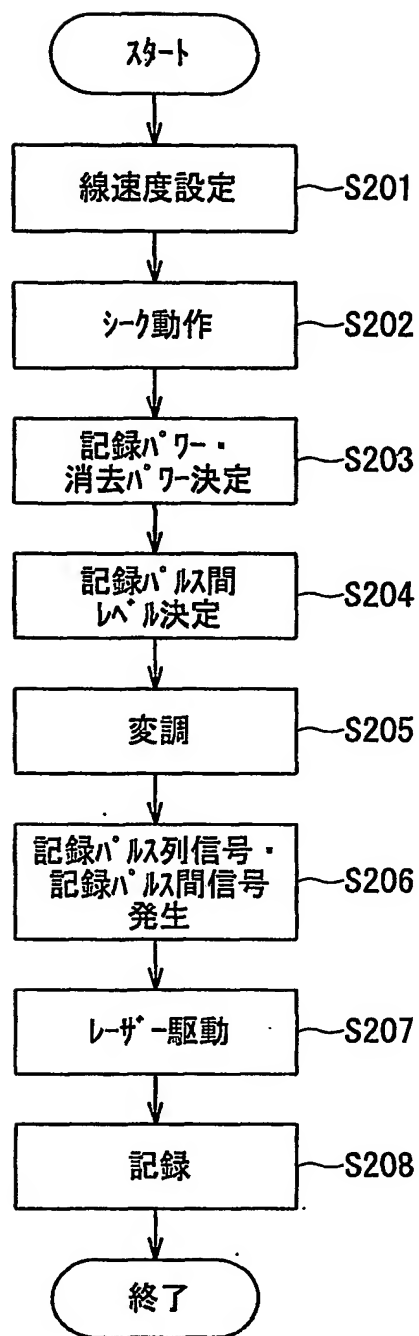 スタート
線速度設定
S201
シーク動作
S202
記録パワー・
消去パワー決定
S203
記録パルス間
レベル決定
S204
変調
S205
記録パルス列信号・
記録パルス間信号
発生
S206
レーザー駆動
S207
記録
S208
終了